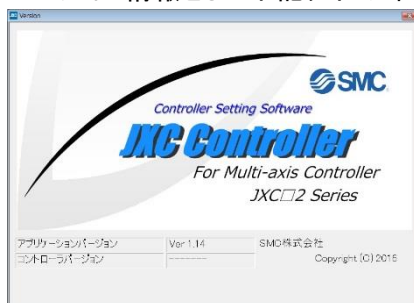 Version
SMC
Controller Setting Software
JXC Controller
For Multi-axis Controller
JXC□2 Series
アプリケーションバージョン Ver 1.14 SMC株式会社
コントローラバージョン -------- Copyright (C) 2015